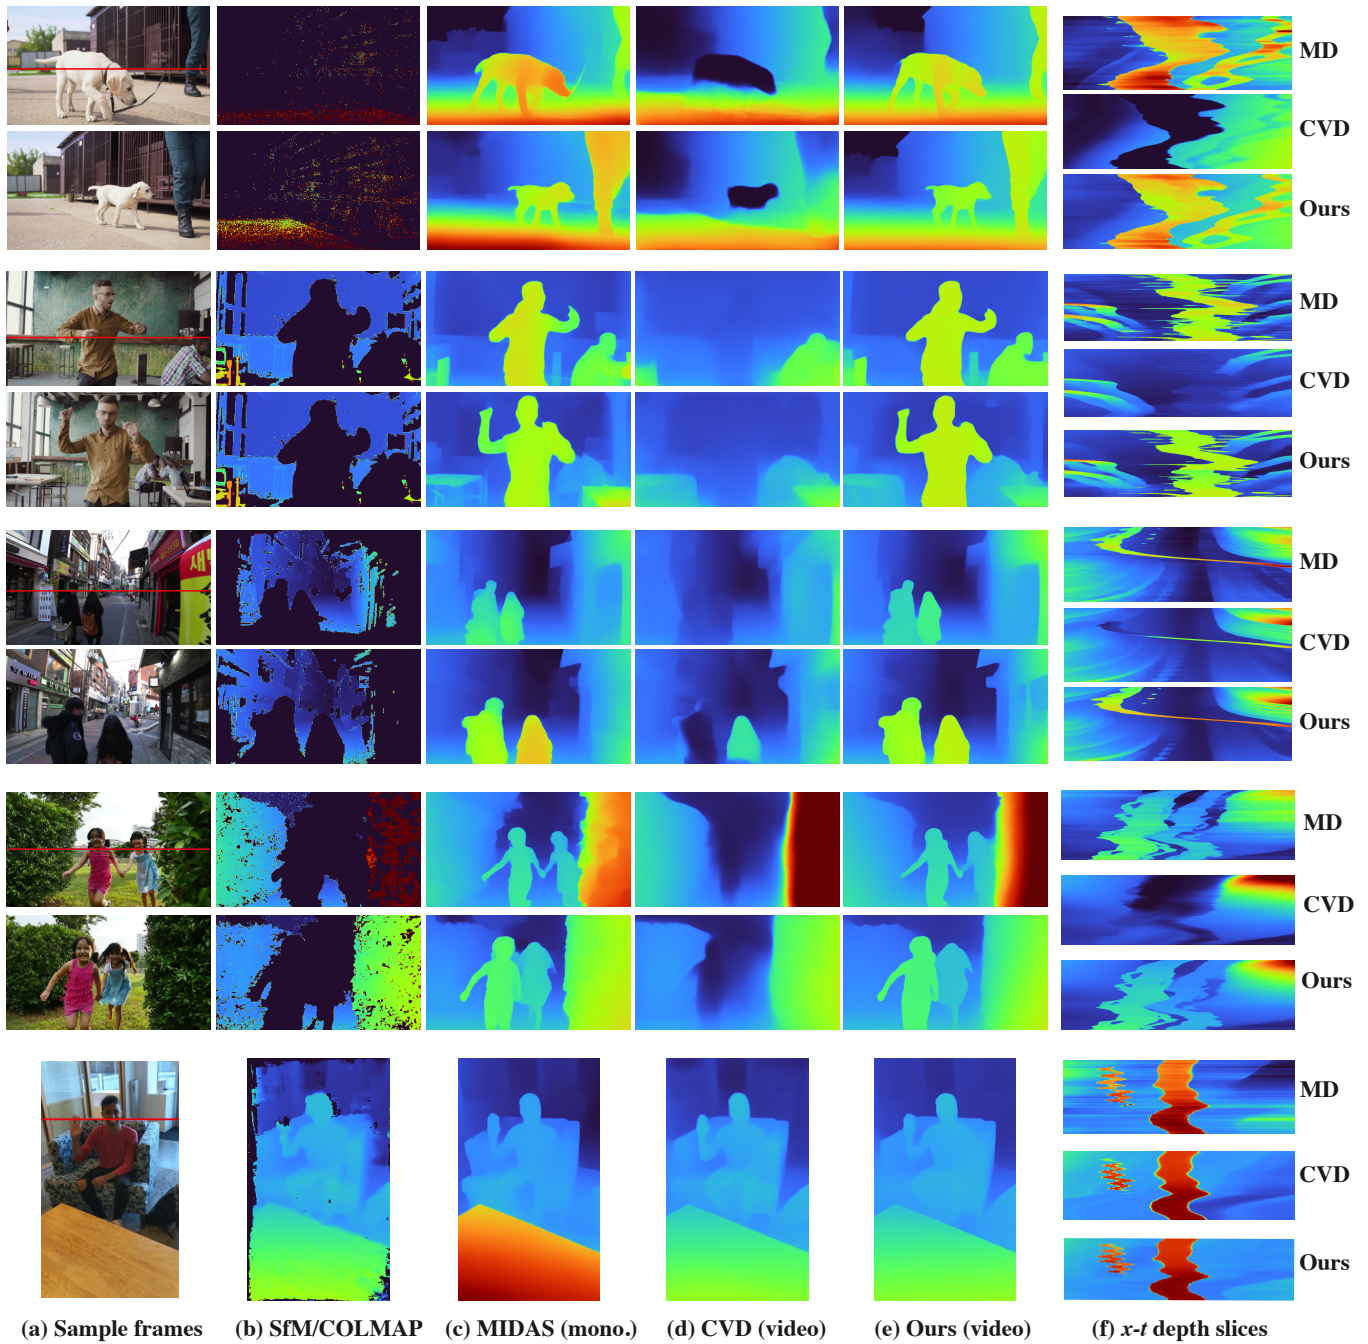 MD
CVD
Ours
MD
CVD
Ours
MD
CVD
Ours
MD
CVD
Ours
MD
CVD
Ours
(a) Sample frames
(b) SfM/COLMAP
(c) MIDAS (mono.)
(d) CVD (video)
(e) Ours (video)
(f) x-t depth slices